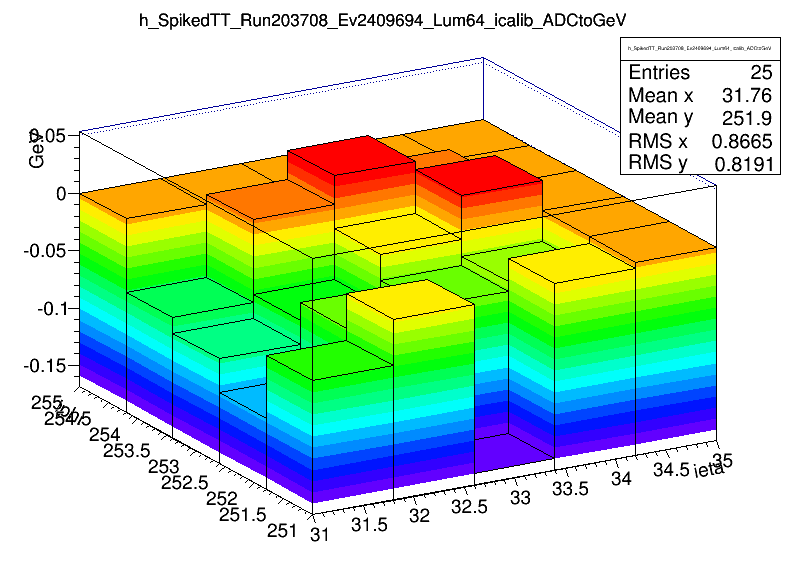 h_SpikedTT_Run203708_Ev2409694_Lum64_icalib_ADCtoGeV
h_SpikedTT_Run203708_Ev2409694_Lum64_icalib_ADCtoGeV
Entries 25
Mean x 31.76
Mean y 251.9
RMS x 0.8665
RMS y 0.8191
GeV
0.05
0
-0.05
-0.1
-0.15
255
254.5
254
253.5
253
252.5
252
251.5
251
31
31.5
32
32.5
33
33.5
34
34.5
35
ieta